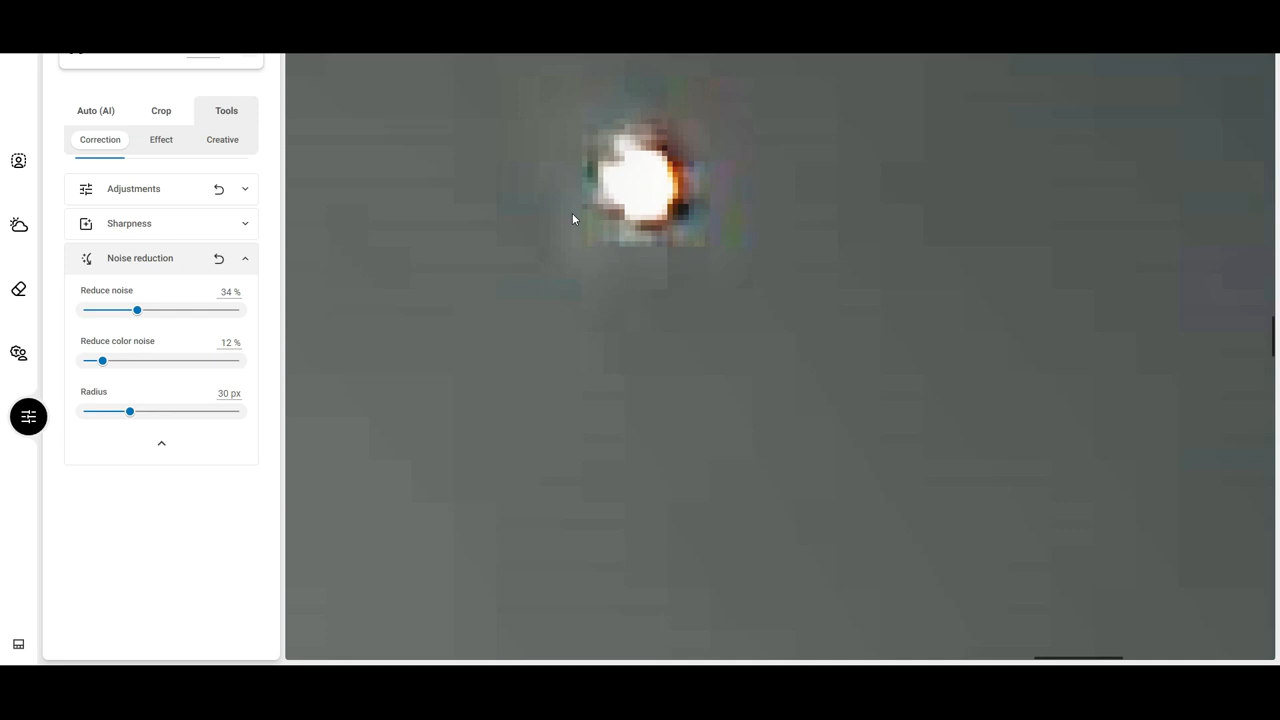 Auto (AI) Crop Tools
Correction Effect Creative
Adjustments
Sharpness
Noise reduction
Reduce noise 34 %
Reduce color noise 12 %
Radius 30 px